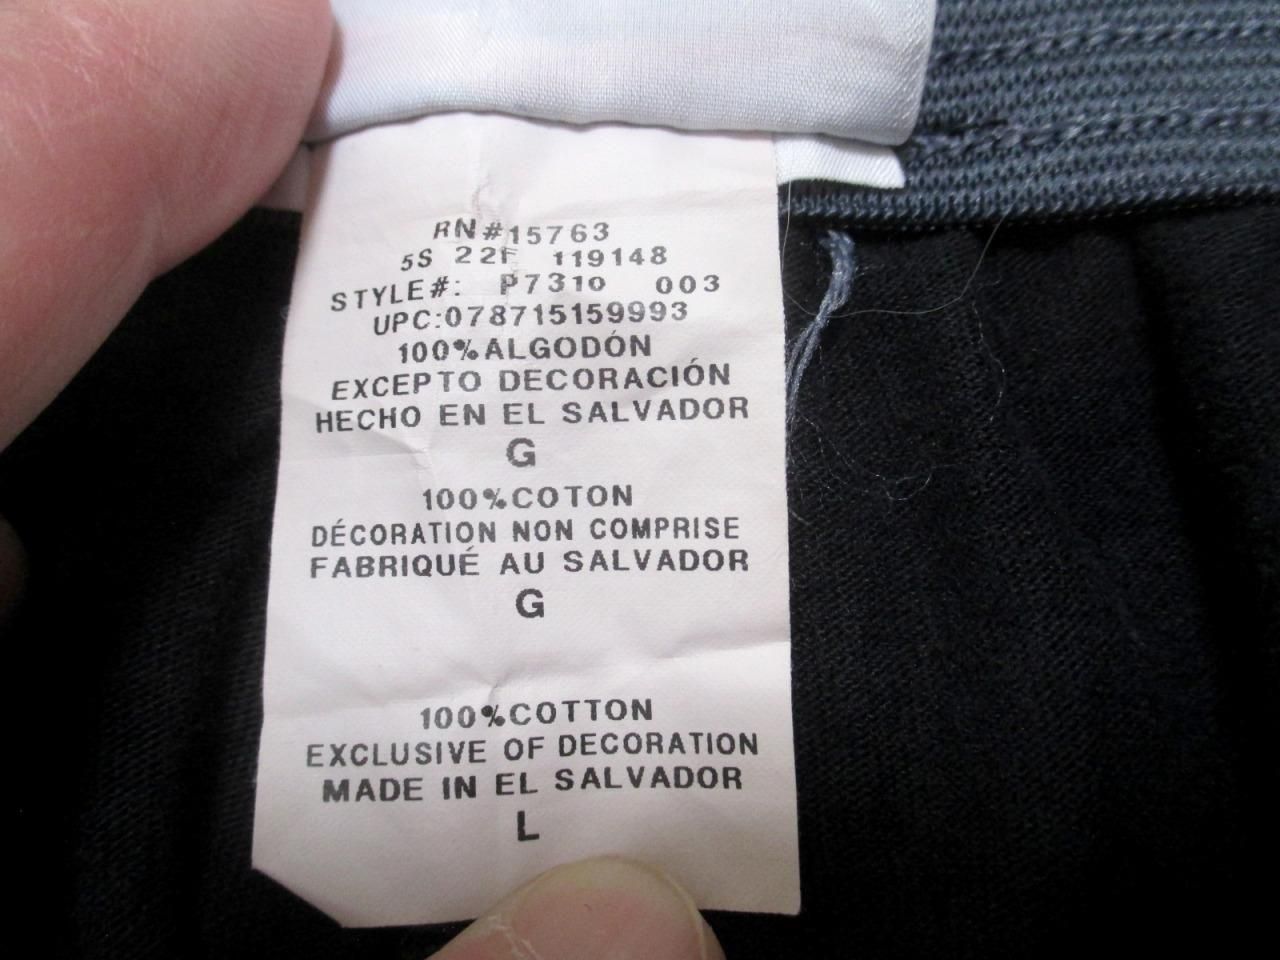 RN#15763
5S 22F 119148
STYLE#: P7310 003
UPC:078715159993
100%ALGODÓN
EXCEPTO DECORACIÓN
HECHO EN EL SALVADOR
G
100%COTON
DÉCORATION NON COMPRISE
FABRIQUÉ AU SALVADOR
G
100%COTTON
EXCLUSIVE OF DECORATION
MADE IN EL SALVADOR
L